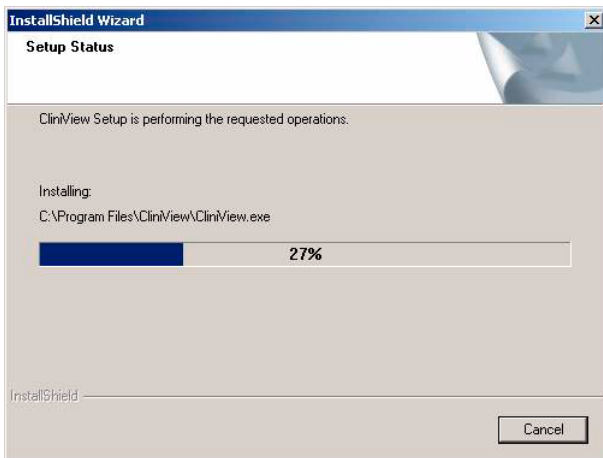 InstallShield Wizard
Setup Status
CliniView Setup is performing the requested operations.
Installing:
C:\Program Files\CliniView\CliniView.exe
27%
InstallShield
Cancel